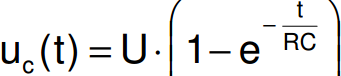 u_c(t) = U · ( 1 − e^(−t/RC) )